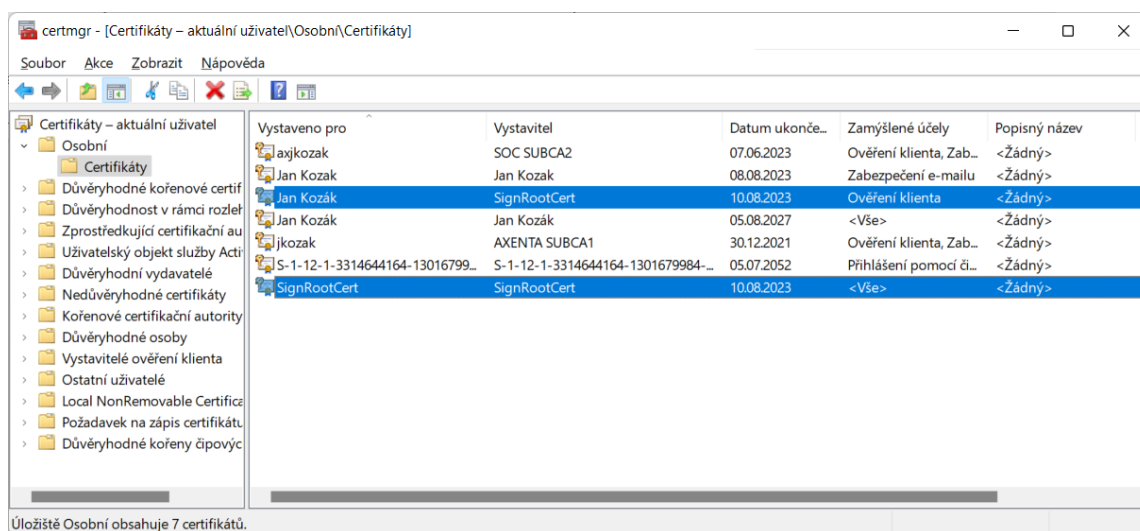 certmgr - [Certifikáty – aktuální uživatel\Osobní\Certifikáty]
Soubor Akce Zobrazit Nápověda
Certifikáty – aktuální uživatel
Osobní
Certifikáty
Důvěryhodné kořenové certif
Důvěryhodnost v rámci rozleh
Zprostředkující certifikační au
Uživatelský objekt služby Acti
Důvěryhodní vydavatelé
Nedůvěryhodné certifikáty
Kořenové certifikační autority
Důvěryhodné osoby
Vystavitelé ověření klienta
Ostatní uživatelé
Local NonRemovable Certifica
Požadavek na zápis certifikátu
Důvěryhodné kořeny čipovýc
Vystaveno pro Vystavitel Datum ukonče... Zamýšlené účely Popisný název
axjkozak SOC SUBCA2 07.06.2023 Ověření klienta, Zab... <Žádný>
Jan Kozak Jan Kozak 08.08.2023 Zabezpečení e-mailu <Žádný>
Jan Kozák SignRootCert 10.08.2023 Ověření klienta <Žádný>
Jan Kozák Jan Kozák 05.08.2027 <Vše> <Žádný>
jkozak AXENTA SUBCA1 30.12.2021 Ověření klienta, Zab... <Žádný>
S-1-12-1-3314644164-13016799... S-1-12-1-3314644164-1301679984-... 05.07.2052 Přihlášení pomocí či... <Žádný>
SignRootCert SignRootCert 10.08.2023 <Vše> <Žádný>
Úložiště Osobní obsahuje 7 certifikátů.